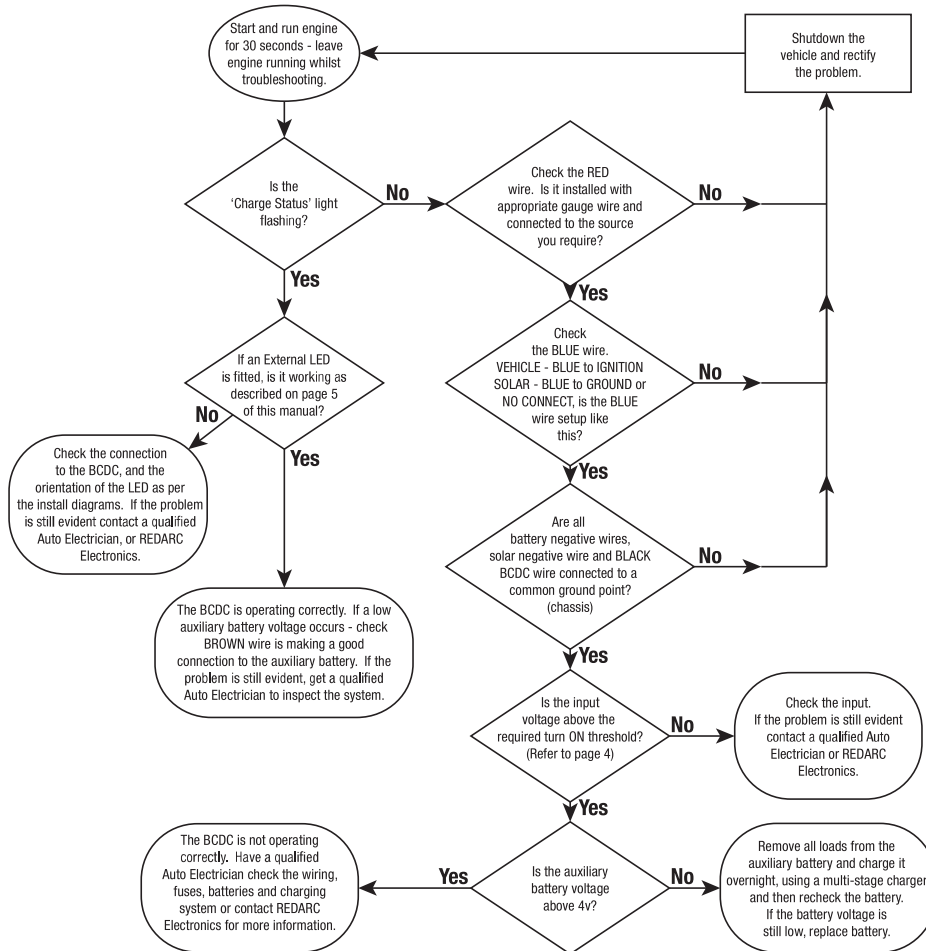 Start and run engine
for 30 seconds - leave
engine running whilst
troubleshooting.
Shutdown the
vehicle and rectify
the problem.
Is the
‘Charge Status’ light
flashing?
No
Check the RED
wire. Is it installed with
appropriate gauge wire and
connected to the source
you require?
No
Yes
Yes
If an External LED
is fitted, is it working as
described on page 5
of this manual?
Check
the BLUE wire.
VEHICLE - BLUE to IGNITION
SOLAR - BLUE to GROUND or
NO CONNECT, is the BLUE
wire setup like
this?
No
No
Yes
Yes
Check the connection
to the BCDC, and the
orientation of the LED as per
the install diagrams. If the problem
is still evident contact a qualified
Auto Electrician, or REDARC
Electronics.
Are all
battery negative wires,
solar negative wire and BLACK
BCDC wire connected to a
common ground point?
(chassis)
No
The BCDC is operating correctly. If a low
auxiliary battery voltage occurs - check
BROWN wire is making a good
connection to the auxiliary battery. If the
problem is still evident, get a qualified
Auto Electrician to inspect the system.
Yes
Is the input
voltage above the
required turn ON threshold?
(Refer to page 4)
No
Check the input.
If the problem is still evident
contact a qualified Auto
Electrician or REDARC
Electronics.
Yes
The BCDC is not operating
correctly. Have a qualified
Auto Electrician check the wiring,
fuses, batteries and charging
system or contact REDARC
Electronics for more information.
Yes
Is the auxiliary
battery voltage
above 4v?
No
Remove all loads from the
auxiliary battery and charge it
overnight, using a multi-stage charger
and then recheck the battery.
If the battery voltage is
still low, replace battery.